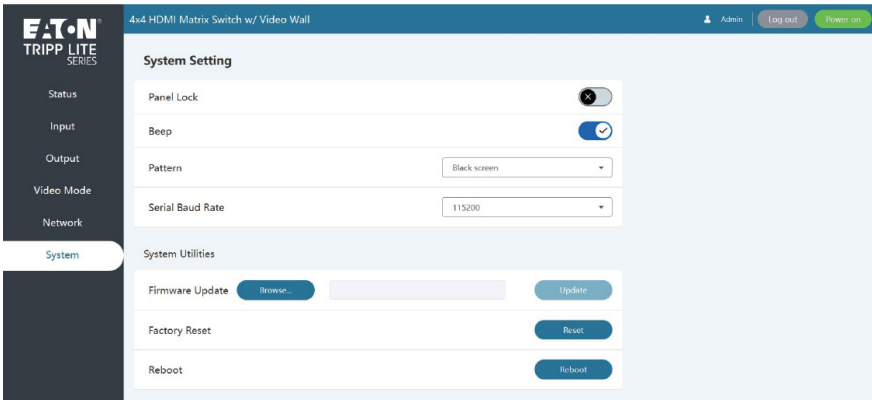 EATON
TRIPP LITE
SERIES
4x4 HDMI Matrix Switch w/ Video Wall
Admin
Log out
Power on
Status
Input
Output
Video Mode
Network
System
System Setting
Panel Lock
Beep
Pattern
Black screen
Serial Baud Rate
115200
System Utilities
Firmware Update
Browse...
Update
Factory Reset
Reset
Reboot
Reboot